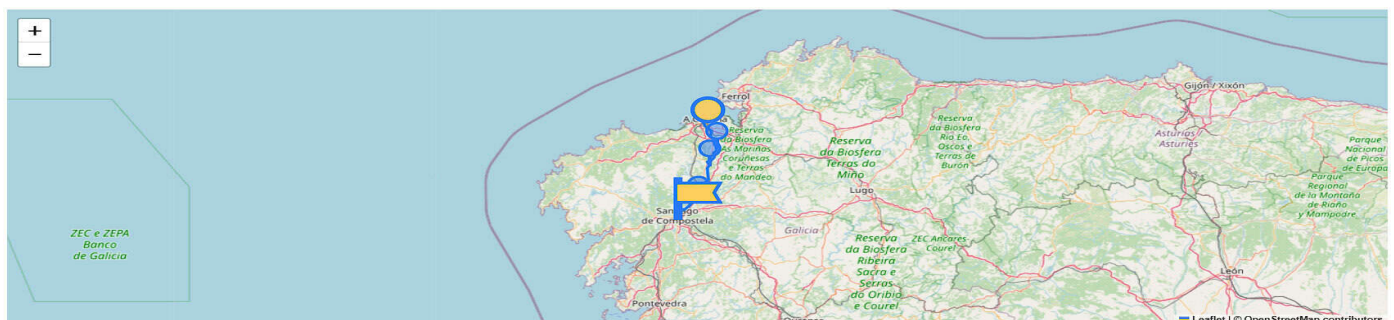 +
−
Ferrol
Gijón / Xixón
Reserva
da Biosfera
As Mariñas
Coruñesas
e Terras
do Mandeo
Reserva
da Biosfera
Terras do
Miño
Reserva
da Biosfera
Río Eo,
Oscos e
Terras de
Burón
Asturias /
Asturies
Parque
Nacional
de Picos
de Europa
Parque
Regional
de la Montaña
de Riaño
y Mampodre
Lugo
Santiago
de Compostela
Galicia
ZEC e ZEPA
Banco
de Galicia
Reserva
da Biosfera
Ribeira
Sacra e
Serras
do Oribio
e Courel
ZEC Ancares
Courel
León
Pontevedra
Leaflet | © OpenStreetMap contributors